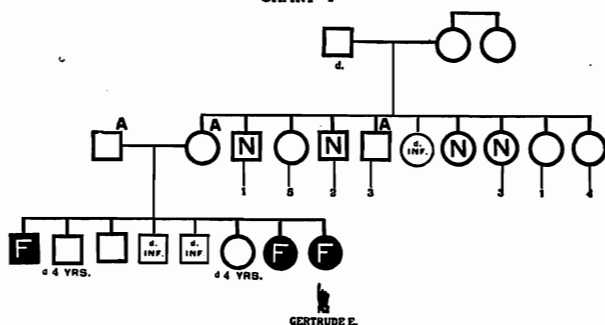 d.
A A N N A d. INF. N N
1 5 2 3 3 1 4
F d. INF. d. INF F F
d 4 YRS. d 4 YRS.
GERTRUDE E.